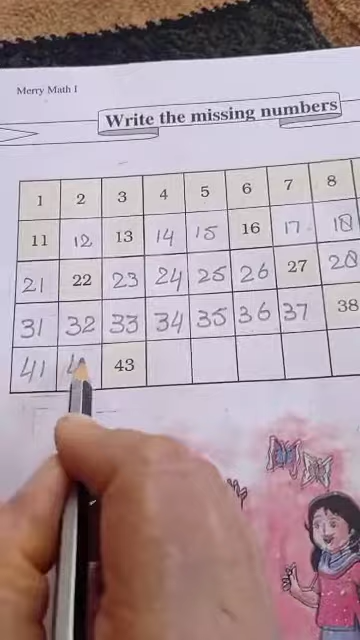 Merry Math I
Write the missing numbers
1 2 3 4 5 6 7 8
11 12 13 14 15 16 17 18
21 22 23 24 25 26 27 28
31 32 33 34 35 36 37 38
41 4 43